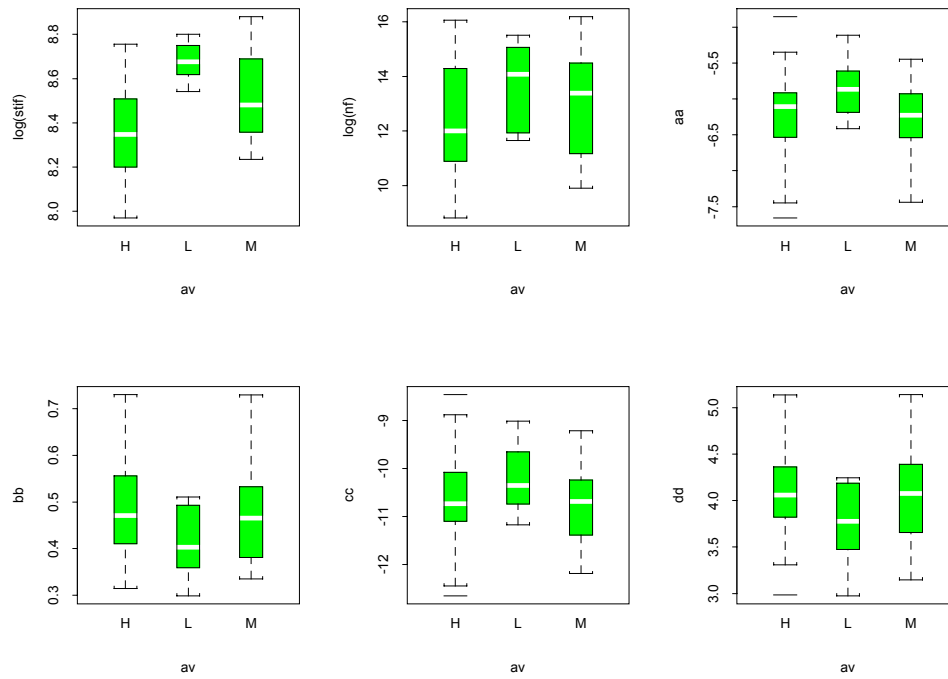 log(stif)
8.0 8.2 8.4 8.6 8.8
H L M
av
log(nf)
10 12 14 16
H L M
av
aa
-7.5 -6.5 -5.5
H L M
av
bb
0.3 0.4 0.5 0.6 0.7
H L M
av
cc
-12 -11 -10 -9
H L M
av
dd
3.0 3.5 4.0 4.5 5.0
H L M
av